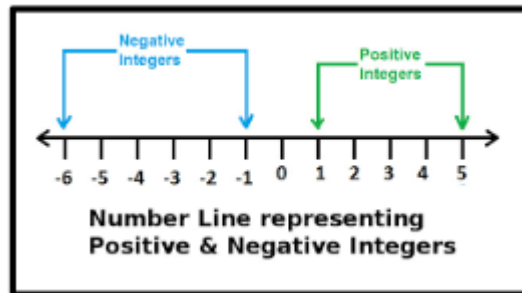 Negative
Integers
Positive
Integers
-6 -5 -4 -3 -2 -1 0 1 2 3 4 5
Number Line representing
Positive & Negative Integers